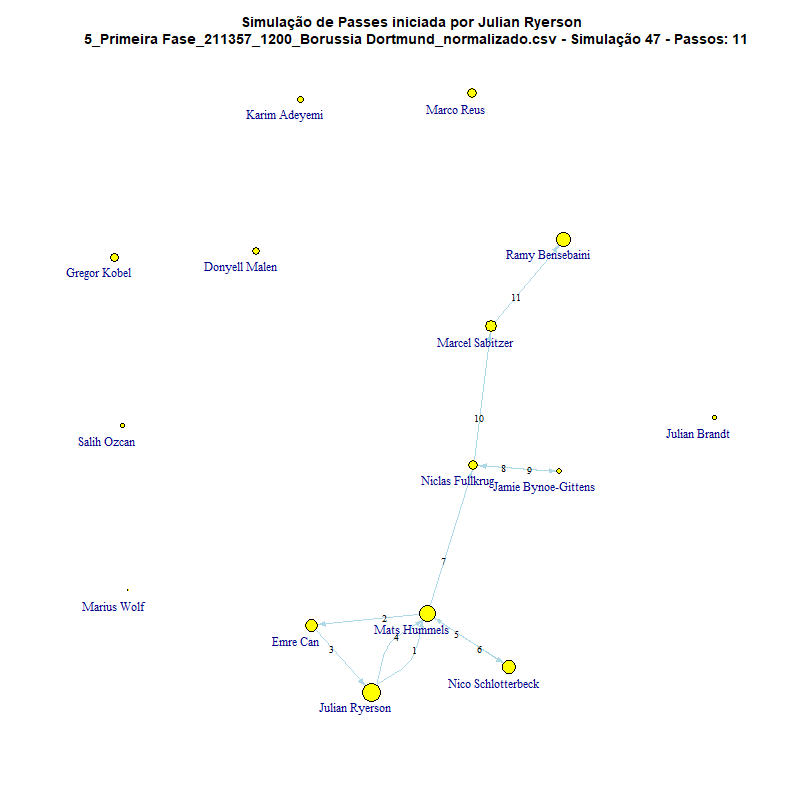 Simulação de Passes iniciada por Julian Ryerson
5_Primeira Fase_211357_1200_Borussia Dortmund_normalizado.csv - Simulação 47 - Passos: 11
Marco Reus
Karim Adeyemi
Ramy Bensebaini
Donyell Malen
Gregor Kobel
11
Marcel Sabitzer
10
Julian Brandt
Salih Ozcan
8
9
Niclas Fullkrug
Jamie Bynoe-Gittens
7
Marius Wolf
2
Mats Hummels
4
5
Emre Can
3
1
6
Nico Schlotterbeck
Julian Ryerson